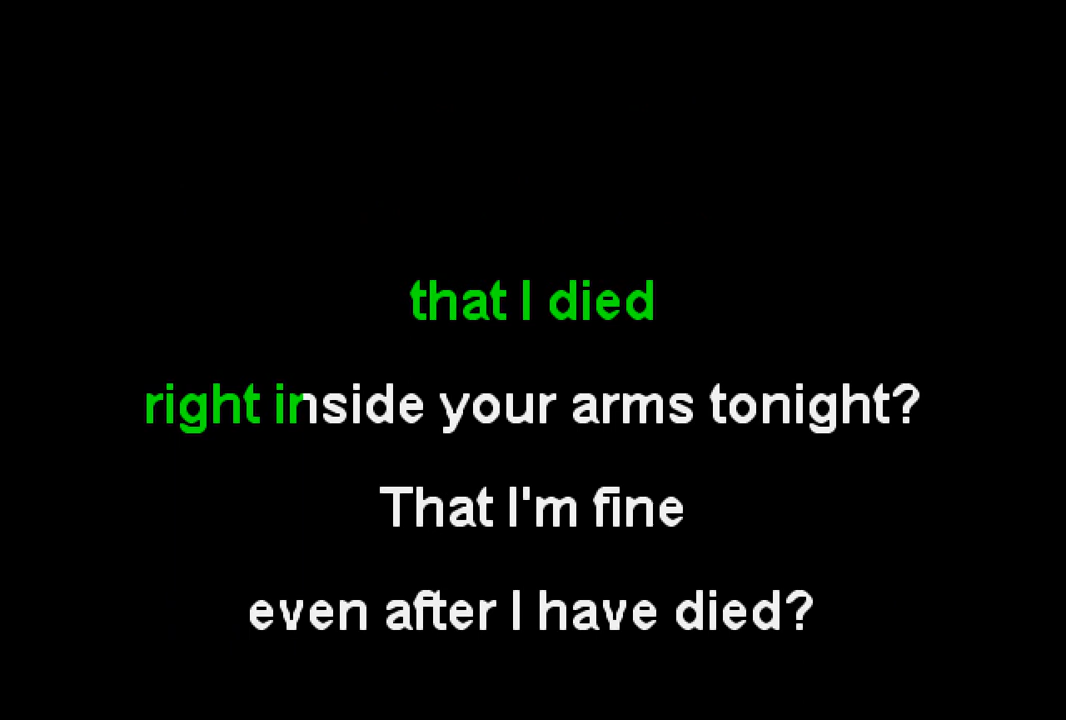 that I died
right inside your arms tonight?
That I'm fine
even after I have died?